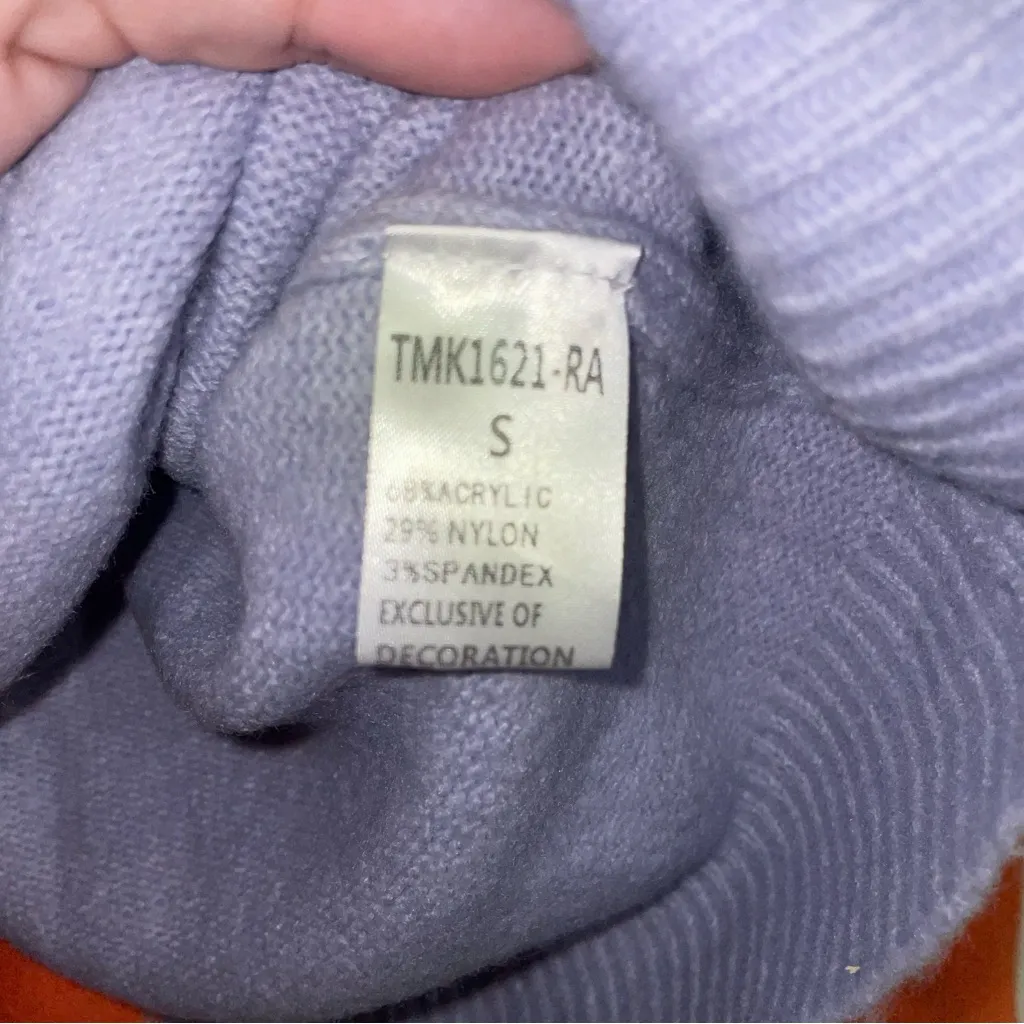 TMK1621-RA
S
68%ACRYLIC
29% NYLON
3%SPANDEX
EXCLUSIVE OF
DECORATION